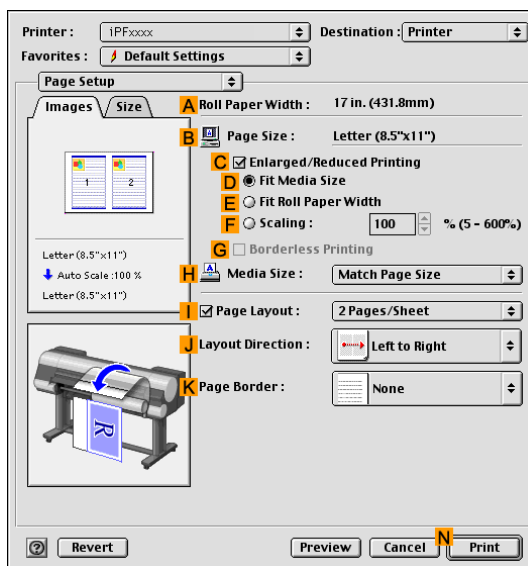 Printer : iPFxxxx Destination : Printer
Favorites : Default Settings
Page Setup
Images Size
A Roll Paper Width : 17 in. (431.8mm)
B Page Size : Letter (8.5"x11")
C Enlarged/Reduced Printing
D Fit Media Size
E Fit Roll Paper Width
F Scaling : 100 % (5 - 600%)
G Borderless Printing
H Media Size : Match Page Size
1 2
Letter (8.5"x11")
Auto Scale :100 %
Letter (8.5"x11")
I Page Layout : 2 Pages/Sheet
J Layout Direction : Left to Right
K Page Border : None
R
? Revert Preview Cancel N Print